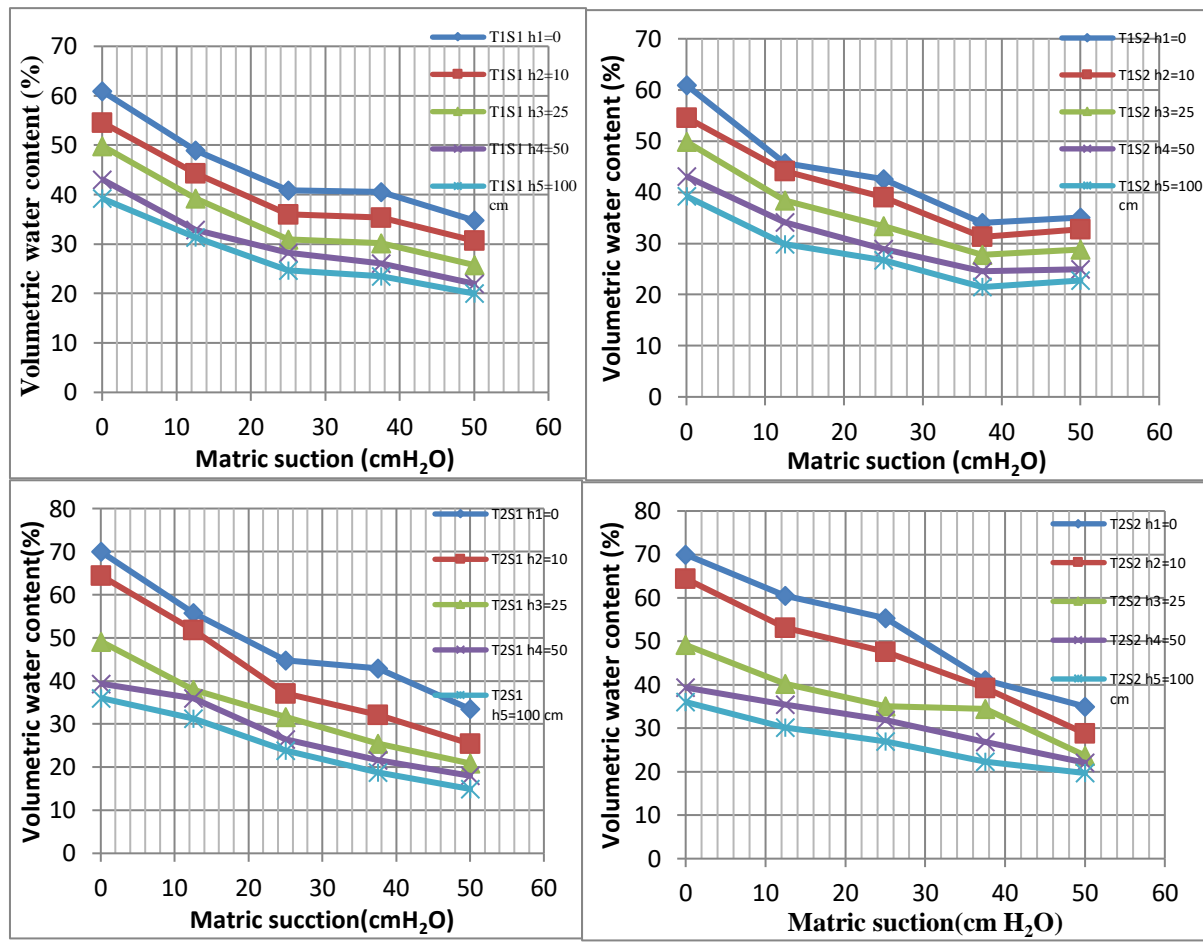 Volumetric water content (%)
70
60
50
40
30
20
10
0
0 10 20 30 40 50 60
Matric suction (cmH₂O)
T1S1 h1=0
T1S1 h2=10
T1S1 h3=25
T1S1 h4=50
T1S1 h5=100
cm
Volumetric water content (%)
70
60
50
40
30
20
10
0
0 10 20 30 40 50 60
Matric suction (cmH₂O)
T1S2 h1=0
T1S2 h2=10
T1S2 h3=25
T1S2 h4=50
T1S2 h5=100
cm
Volumetric water content(%)
80
70
60
50
40
30
20
10
0
0 10 20 30 40 50 60
Matric sucction(cmH₂O)
T2S1 h1=0
T2S1 h2=10
T2S1 h3=25
T2S1 h4=50
T2S1
h5=100 cm
Volumetric water content (%)
80
70
60
50
40
30
20
10
0
0 10 20 30 40 50 60
Matric suction(cm H₂O)
T2S2 h1=0
T2S2 h2=10
T2S2 h3=25
T2S2 h4=50
T2S2 h5=100
cm